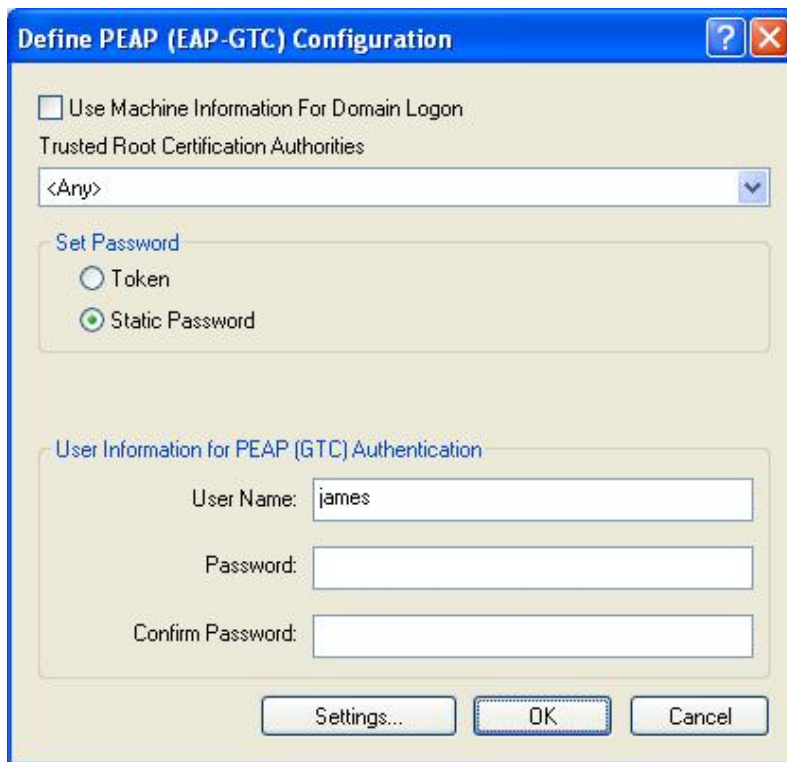 Define PEAP (EAP-GTC) Configuration
Use Machine Information For Domain Logon
Trusted Root Certification Authorities
<Any>
Set Password
Token
Static Password
User Information for PEAP (GTC) Authentication
User Name: james
Password:
Confirm Password:
Settings... OK Cancel